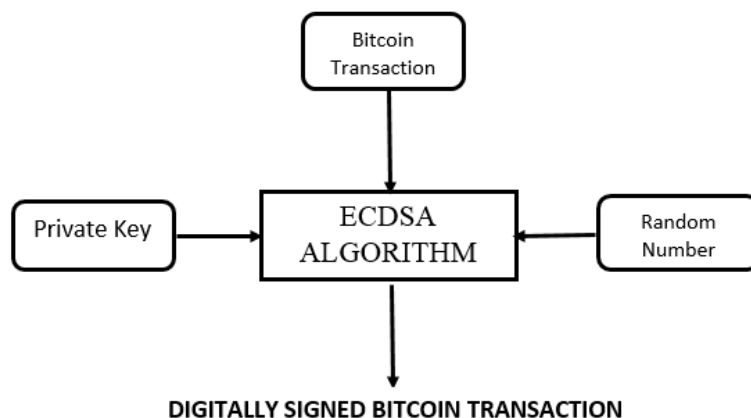 Bitcoin
Transaction
Private Key
ECDSA
ALGORITHM
Random
Number
DIGITALLY SIGNED BITCOIN TRANSACTION